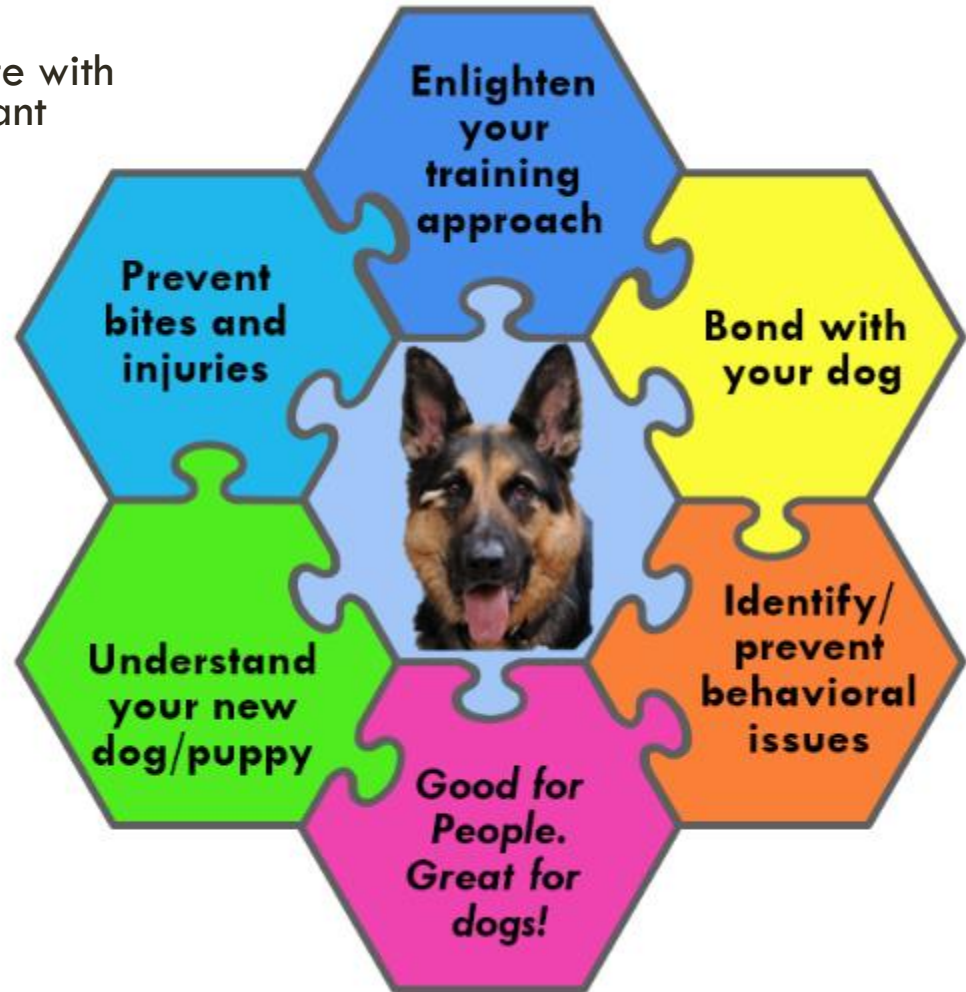 with
Enlighten
your
training
approach
Prevent
bites and
injuries
Bond with
your dog
Understand
your new
dog/puppy
Identify/
prevent
behavioral
issues
Good for
People.
Great for
dogs!